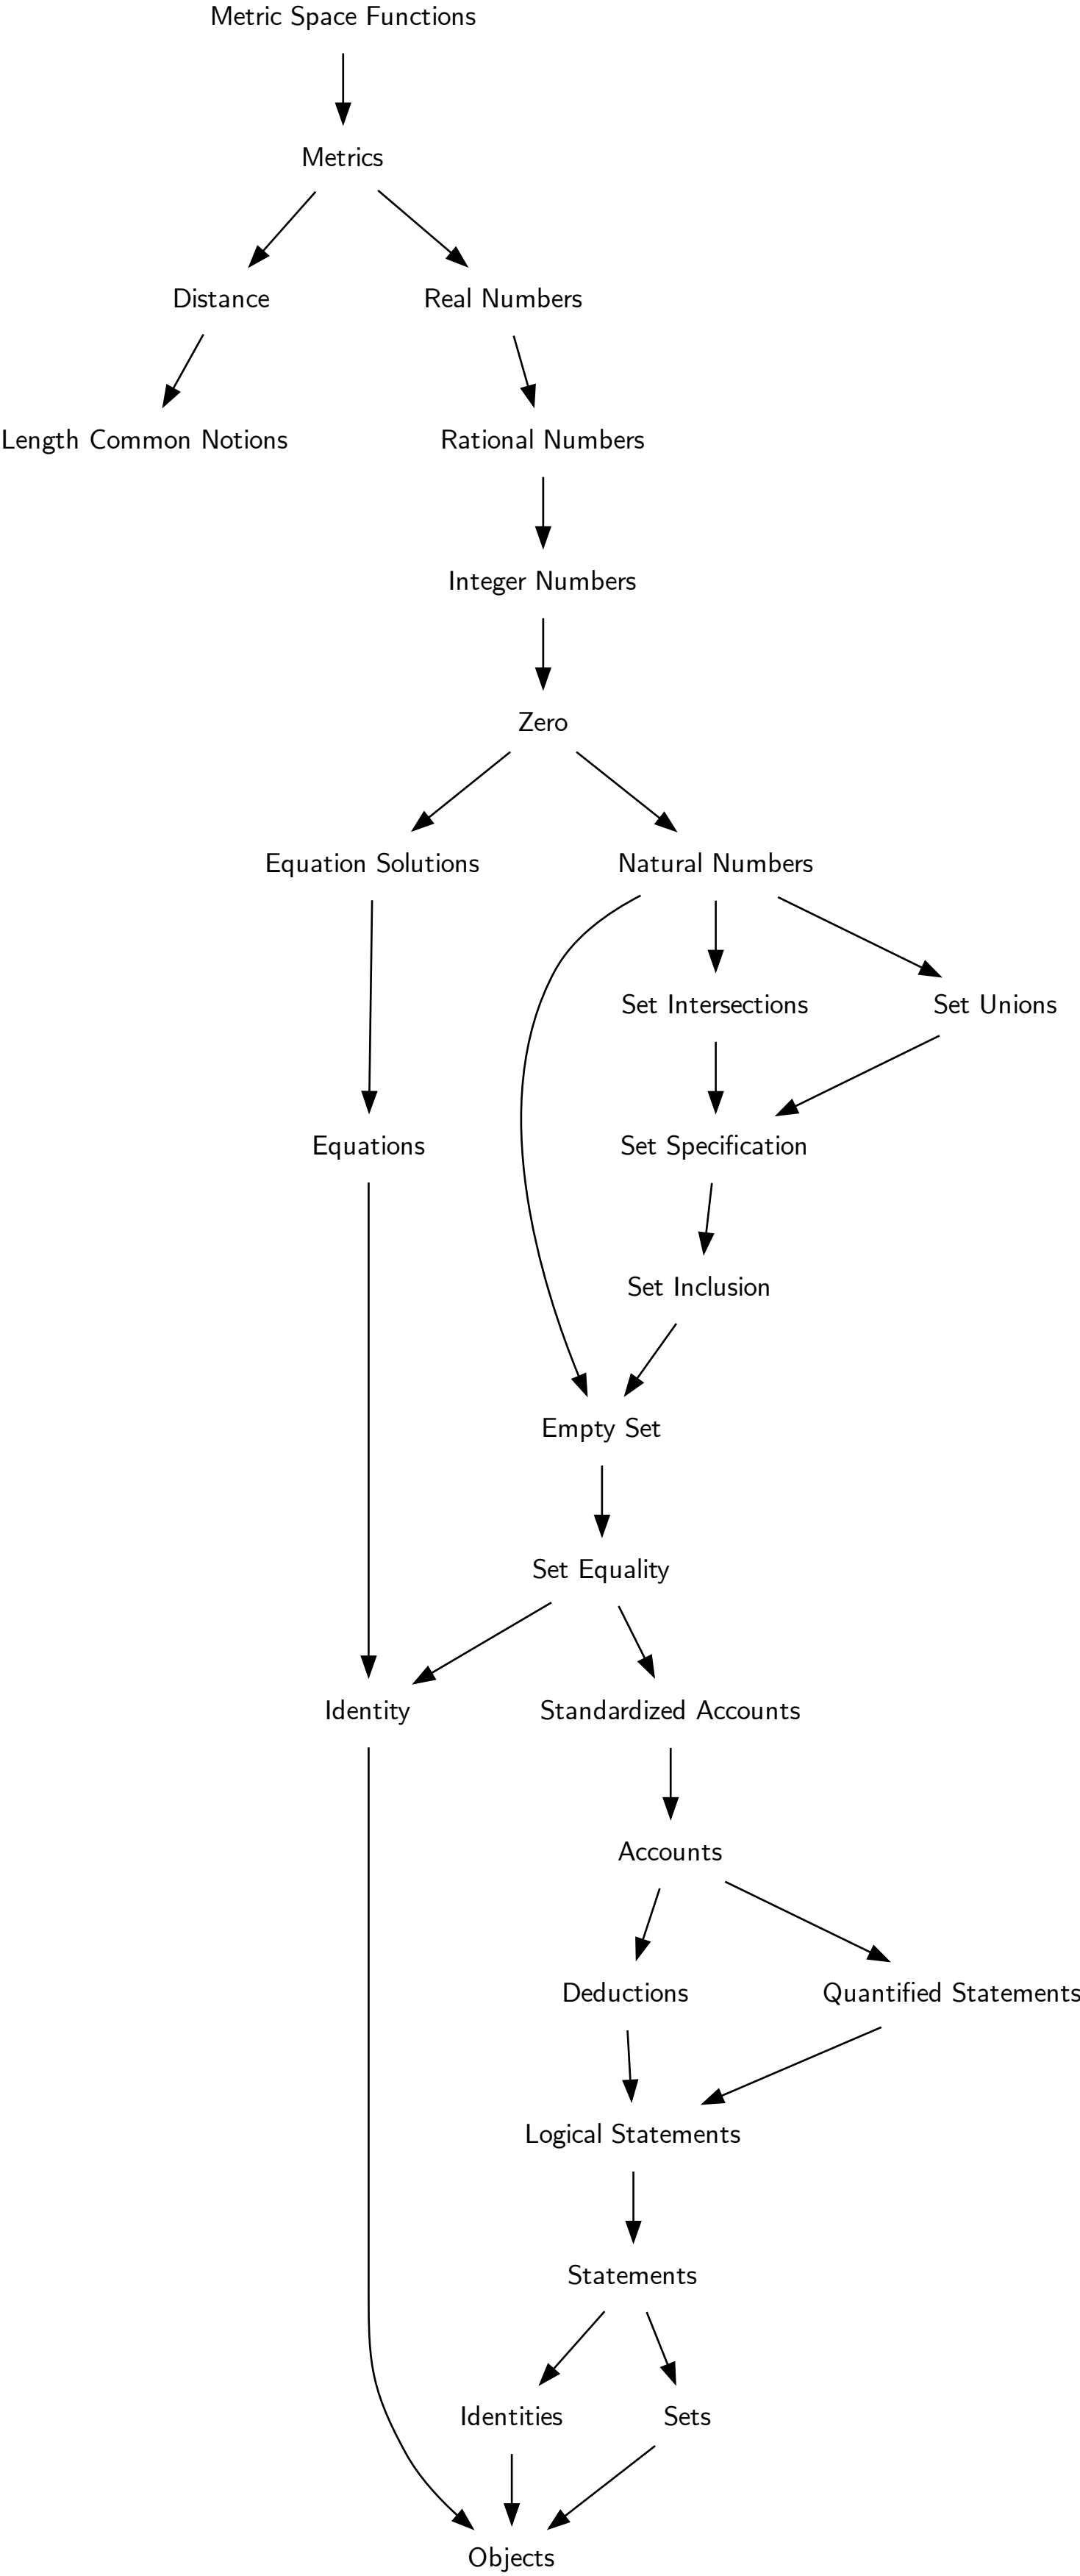 Metric Space Functions
Metrics
Distance
Real Numbers
Length Common Notions
Rational Numbers
Integer Numbers
Zero
Equation Solutions
Natural Numbers
Set Intersections
Set Unions
Equations
Set Specification
Set Inclusion
Empty Set
Set Equality
Identity
Standardized Accounts
Accounts
Deductions
Quantified Statements
Logical Statements
Statements
Identities
Sets
Objects